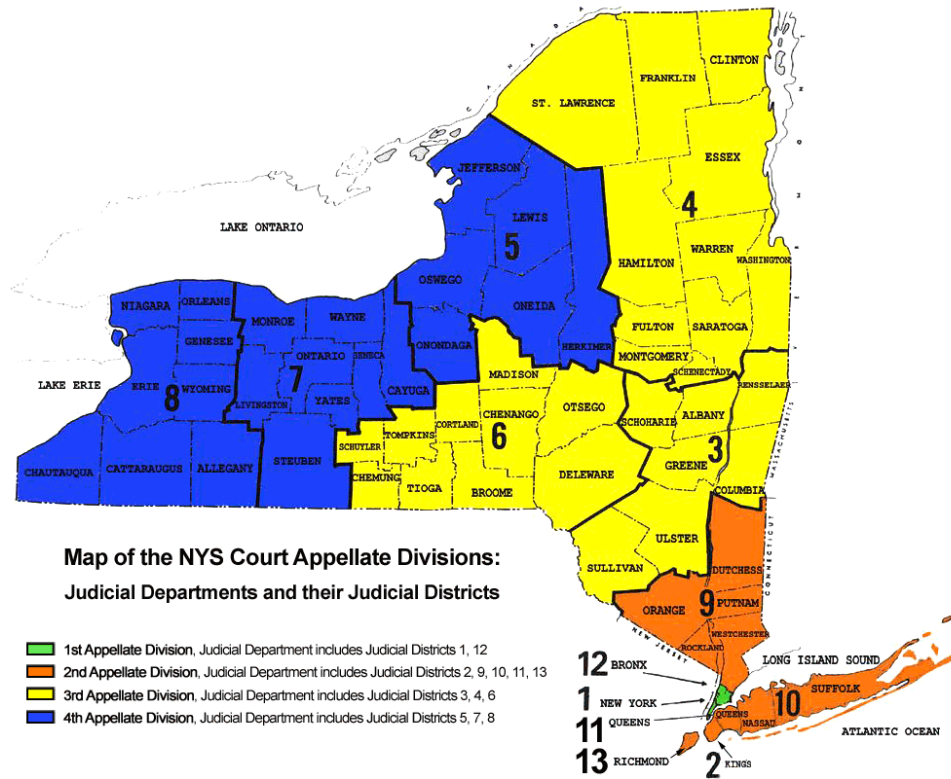 CANADA
CLINTON
FRANKLIN
ST. LAWRENCE
ESSEX
JEFFERSON
4
LEWIS
LAKE ONTARIO
5
WARREN
WASHINGTON
HAMILTON
OSWEGO
NIAGARA
ORLEANS
ONEIDA
MONROE
WAYNE
FULTON
SARATOGA
GENESEE
ONONDAGA
HERKIMER
ONTARIO
SENECA
MONTGOMERY
SCHENECTADY
MADISON
7
LAKE ERIE
ERIE
WYOMING
CAYUGA
RENSSELAER
8
LIVINGSTON
YATES
OTSEGO
CHENANGO
ALBANY
SCHOHARIE
CORTLAND
TOMPKINS
6
SCHUYLER
3
STEUBEN
GREENE
CHAUTAUQUA
CATTARAUGUS
ALLEGANY
CHEMUNG
DELEWARE
TIOGA
BROOME
COLUMBIA
MASSACHUSETTS
CONNECTICUT
ULSTER
Map of the NYS Court Appellate Divisions:
SULLIVAN
DUTCHESS
Judicial Departments and their Judicial Districts
9
PUTNAM
ORANGE
NEW JERSEY
WESTCHESTER
ROCKLAND
1st Appellate Division, Judicial Department includes Judicial Districts 1, 12
2nd Appellate Division, Judicial Department includes Judicial Districts 2, 9, 10, 11, 13
3rd Appellate Division, Judicial Department includes Judicial Districts 3, 4, 6
4th Appellate Division, Judicial Department includes Judicial Districts 5, 7, 8
12 BRONX
LONG ISLAND SOUND
SUFFOLK
1 NEW YORK
10
QUEENS
NASSAD
11 QUEENS
ATLANTIC OCEAN
13 RICHMOND
2 KINGS